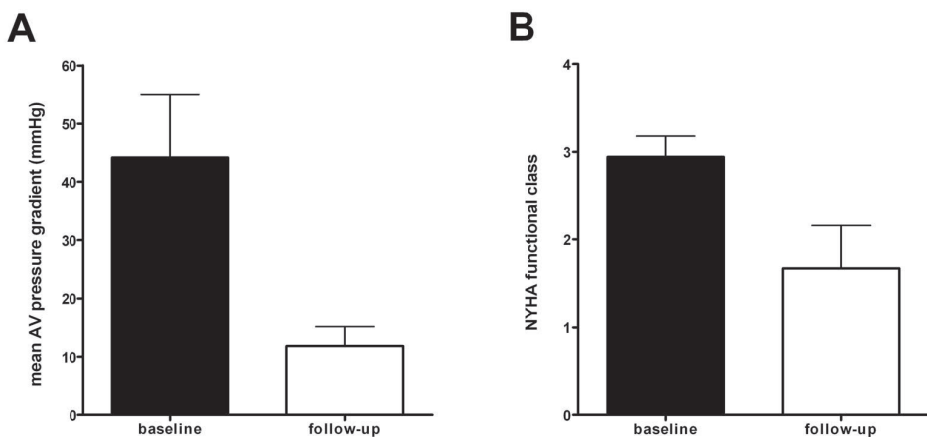 A
mean AV pressure gradient (mmHg)
60
50
40
30
20
10
0
baseline follow-up
B
NYHA functional class
4
3
2
1
0
baseline follow-up